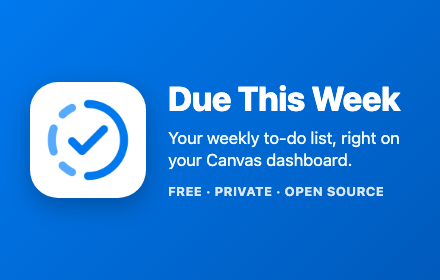 Due This Week
Your weekly to-do list, right on
your Canvas dashboard.
FREE · PRIVATE · OPEN SOURCE